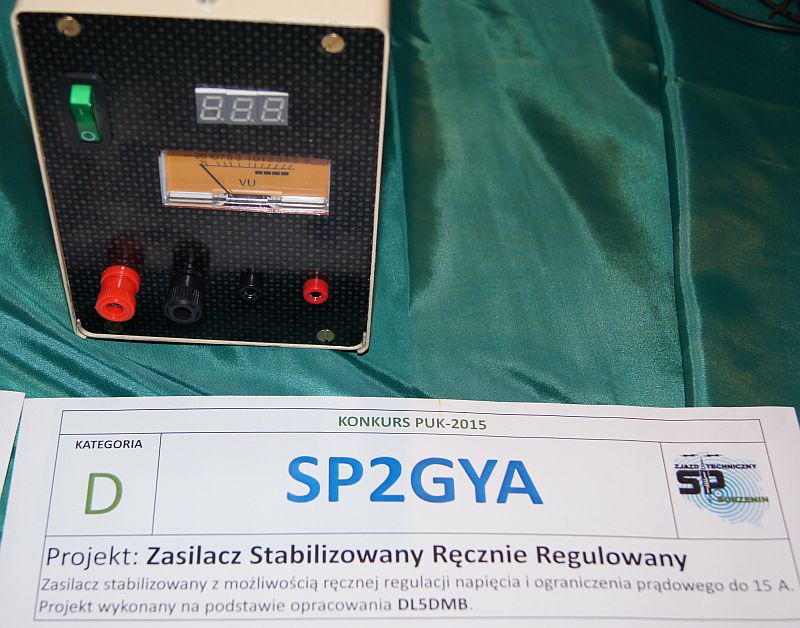 VU
KONKURS PUK-2015
KATEGORIA
D
SP2GYA
ZJAZD TECHNICZNY
SP
BURZENIN
Projekt: Zasilacz Stabilizowany Ręcznie Regulowany
Zasilacz stabilizowany z możliwością ręcznej regulacji napięcia i ograniczenia prądowego do 15 A.
Projekt wykonany na podstawie opracowania DL5DMB.